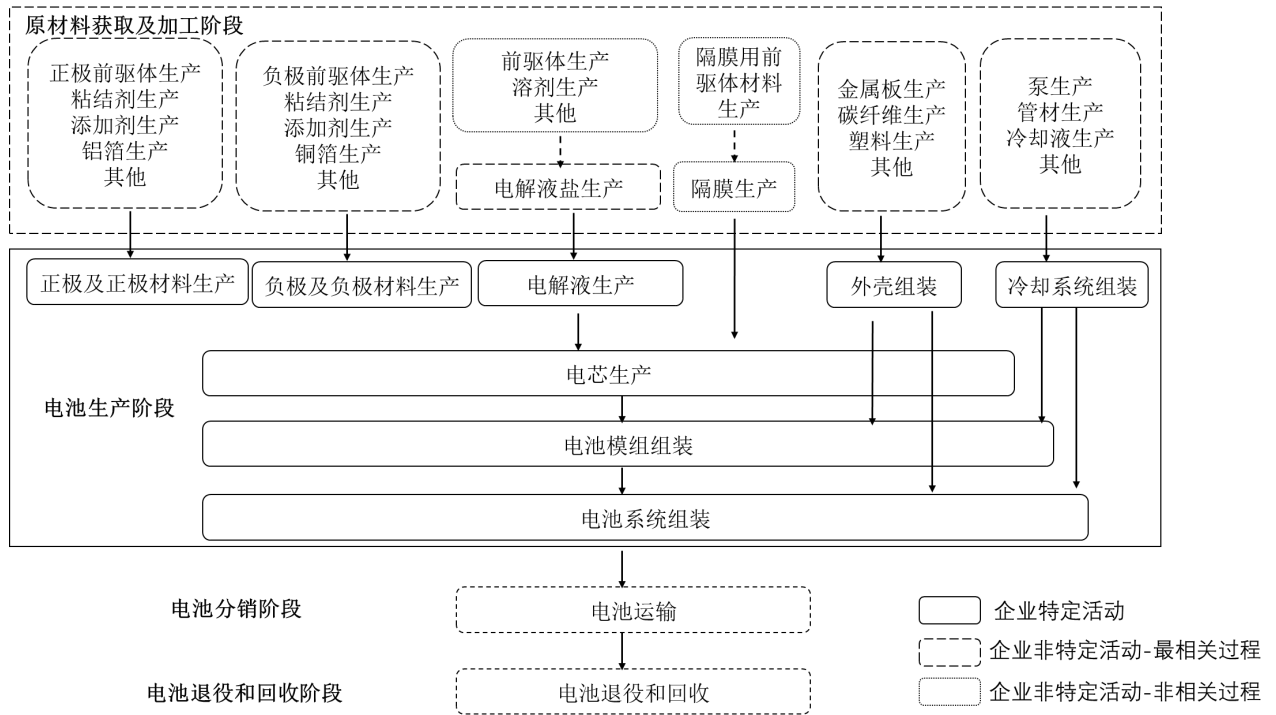 原材料获取及加工阶段
正极前驱体生产
粘结剂生产
添加剂生产
铝箔生产
其他
负极前驱体生产
粘结剂生产
添加剂生产
铜箔生产
其他
前驱体生产
溶剂生产
其他
电解液盐生产
隔膜用前
驱体材料
生产
隔膜生产
金属板生产
碳纤维生产
塑料生产
其他
泵生产
管材生产
冷却液生产
其他
正极及正极材料生产
负极及负极材料生产
电解液生产
外壳组装
冷却系统组装
电芯生产
电池生产阶段
电池模组组装
电池系统组装
电池分销阶段
电池运输
电池退役和回收阶段
电池退役和回收
企业特定活动
企业非特定活动-最相关过程
企业非特定活动-非相关过程